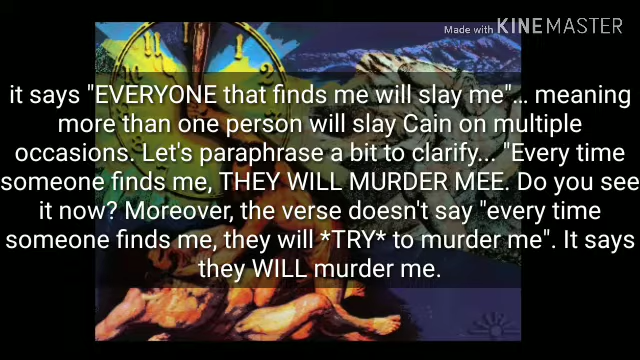 Made with KINEMASTER
it says "EVERYONE that finds me will slay me"... meaning
more than one person will slay Cain on multiple
occasions. Let's paraphrase a bit to clarify... "Every time
someone finds me, THEY WILL MURDER MEE. Do you see
it now? Moreover, the verse doesn't say "every time
someone finds me, they will *TRY* to murder me". It says
they WILL murder me.